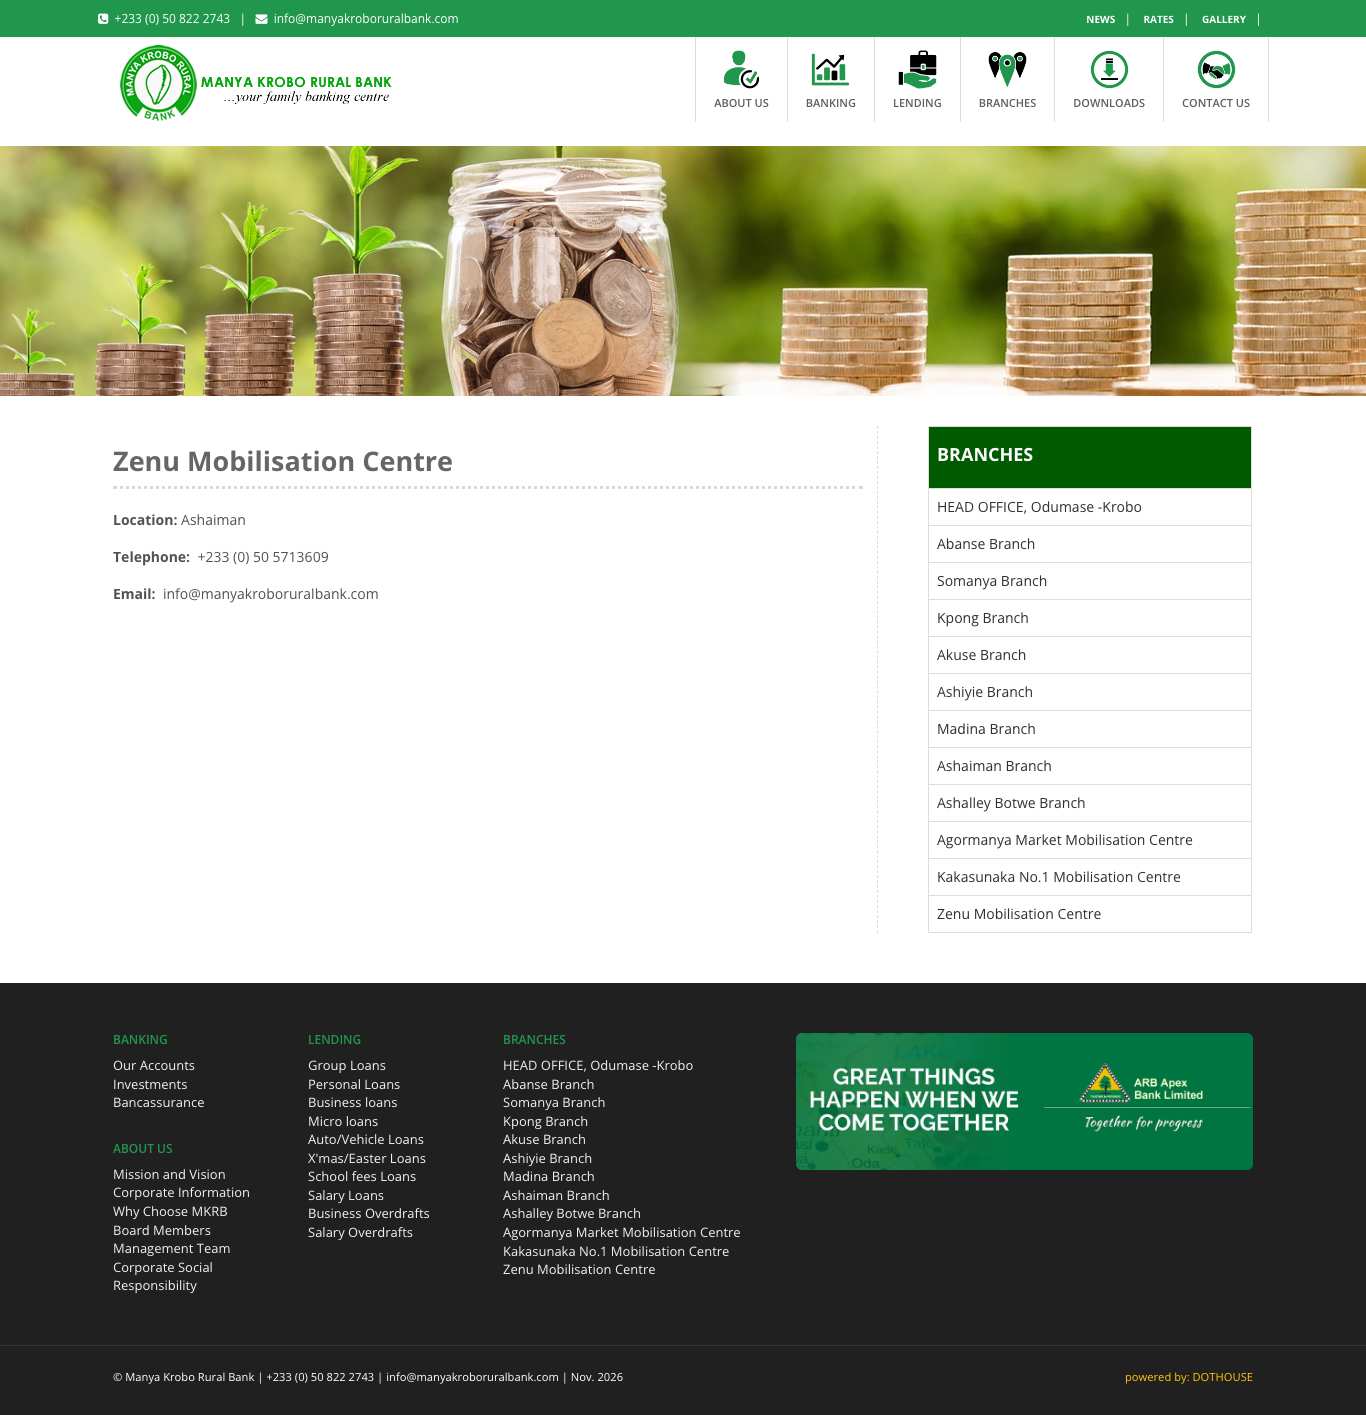 +233 (0) 50 822 2743 | info@manyakroboruralbank.com
NEWS | RATES | GALLERY |
MANYA KROBO RURAL
BANK
MANYA KROBO RURAL BANK
...your family banking centre
ABOUT US
BANKING
LENDING
BRANCHES
DOWNLOADS
CONTACT US
Zenu Mobilisation Centre
Location: Ashaiman
Telephone: +233 (0) 50 5713609
Email: info@manyakroboruralbank.com
BRANCHES
HEAD OFFICE, Odumase -Krobo
Abanse Branch
Somanya Branch
Kpong Branch
Akuse Branch
Ashiyie Branch
Madina Branch
Ashaiman Branch
Ashalley Botwe Branch
Agormanya Market Mobilisation Centre
Kakasunaka No.1 Mobilisation Centre
Zenu Mobilisation Centre
BANKING
Our Accounts
Investments
Bancassurance
ABOUT US
Mission and Vision
Corporate Information
Why Choose MKRB
Board Members
Management Team
Corporate Social
Responsibility
LENDING
Group Loans
Personal Loans
Business loans
Micro loans
Auto/Vehicle Loans
X'mas/Easter Loans
School fees Loans
Salary Loans
Business Overdrafts
Salary Overdrafts
BRANCHES
HEAD OFFICE, Odumase -Krobo
Abanse Branch
Somanya Branch
Kpong Branch
Akuse Branch
Ashiyie Branch
Madina Branch
Ashaiman Branch
Ashalley Botwe Branch
Agormanya Market Mobilisation Centre
Kakasunaka No.1 Mobilisation Centre
Zenu Mobilisation Centre
GREAT THINGS
HAPPEN WHEN WE
COME TOGETHER
LAKE
Oda
ARB Apex
Bank Limited
Together for progress
© Manya Krobo Rural Bank | +233 (0) 50 822 2743 | info@manyakroboruralbank.com | Nov. 2026
powered by: DOTHOUSE